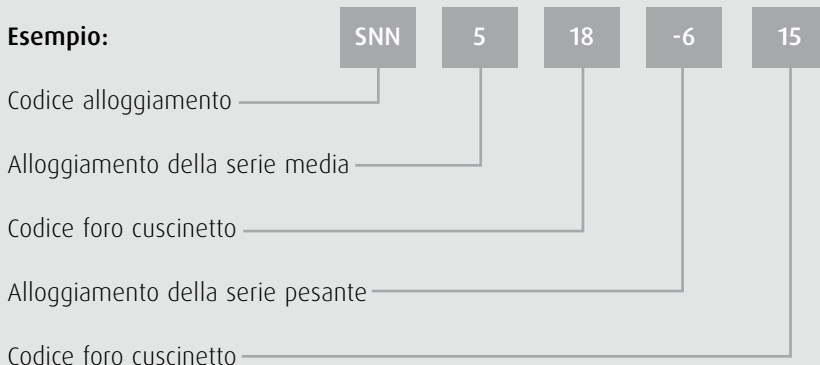 Esempio: SNN 5 18 -6 15
Codice alloggiamento
Alloggiamento della serie media
Codice foro cuscinetto
Alloggiamento della serie pesante
Codice foro cuscinetto